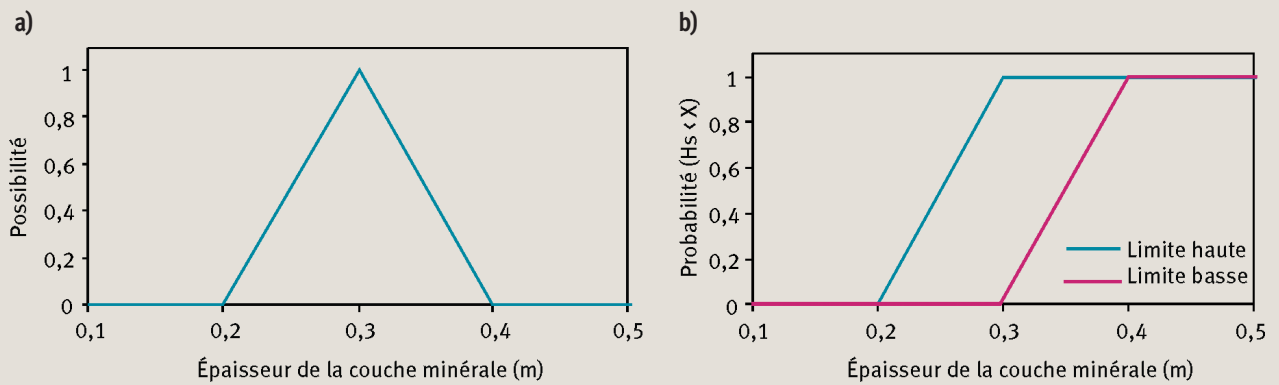 a)
Possibilité
1
0,8
0,6
0,4
0,2
0
0,1 0,2 0,3 0,4 0,5
Épaisseur de la couche minérale (m)
b)
Probabilité (Hs < X)
1
0,8
0,6
0,4
0,2
0
Limite haute
Limite basse
0,1 0,2 0,3 0,4 0,5
Épaisseur de la couche minérale (m)